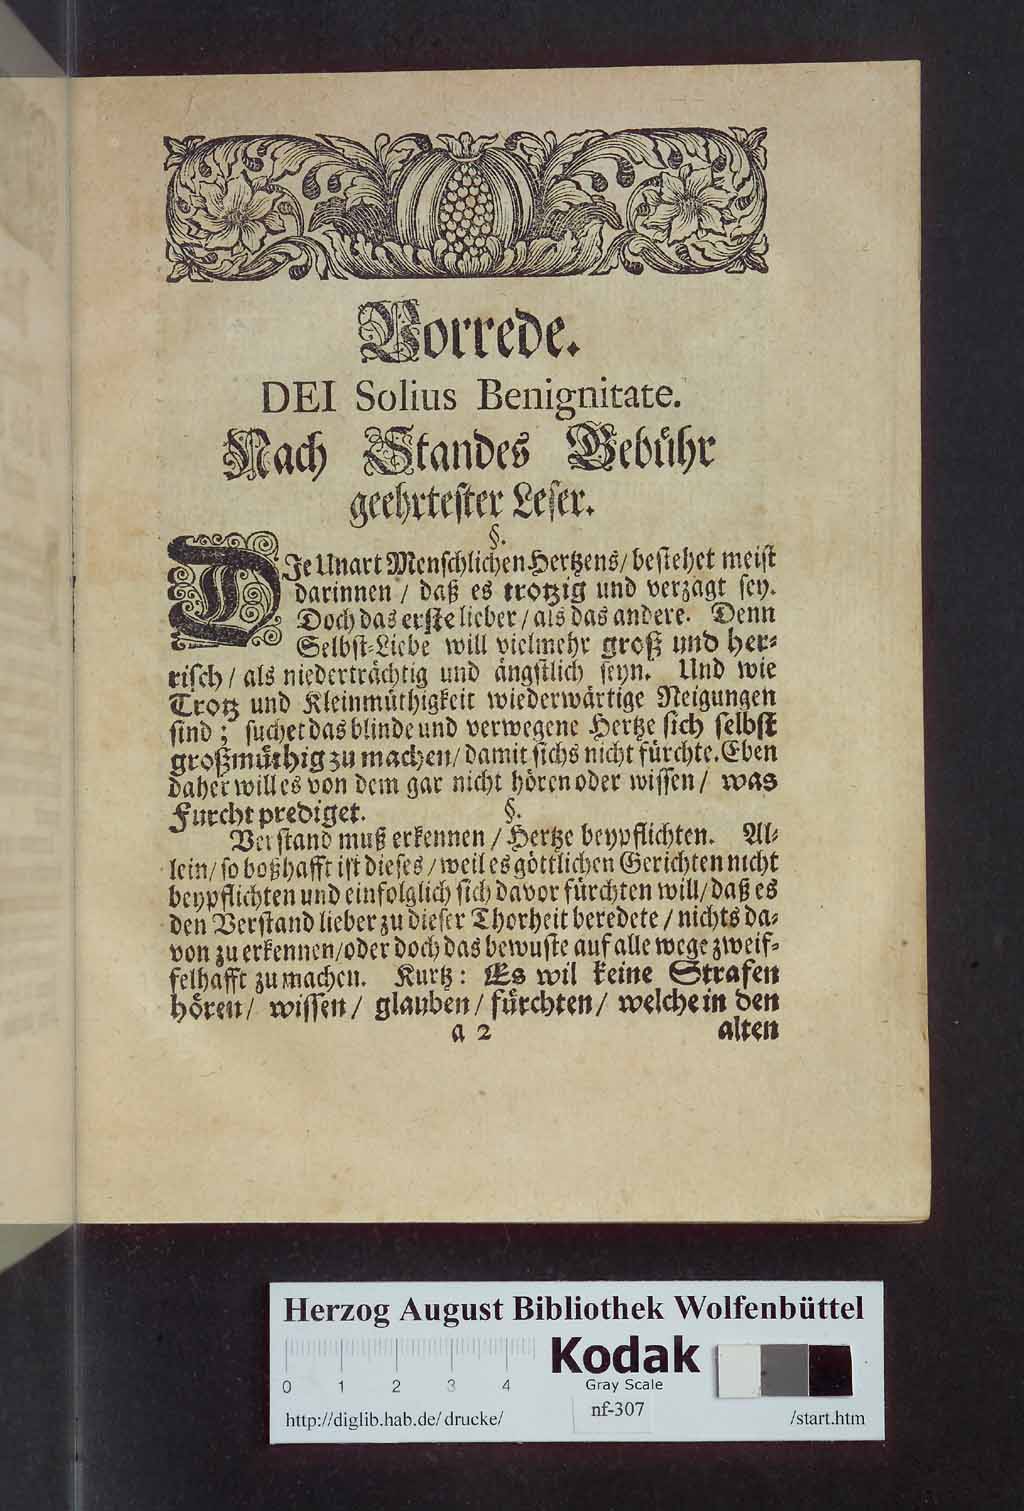 Vorrede.
DEI Solius Benignitate.
Nach Standes Gebühr
geehrtester Leser.
§.
DJe Unart Menschlichen Hertzens/ bestehet meist
darinnen / daß es trotzig und verzagt sey.
Doch das erste lieber / als das andere. Denn
Selbst-Liebe will vielmehr groß und her-
risch / als niederträchtig und ängstlich seyn. Und wie
Trotz und Kleinmüthigkeit wiederwärtige Neigungen
sind; suchet das blinde und verwegene Hertze sich selbst
großmüthig zu machen/ damit sichs nicht fürchte. Eben
daher will es von dem gar nicht hören oder wissen / was
Furcht prediget. §.
Verstand muß erkennen / Hertze beypflichten. Al-
lein/ so boßhafft ist dieses / weil es göttlichen Gerichten nicht
beypflichten und einfolglich sich davor fürchten will/ daß es
den Verstand lieber zu dieser Thorheit beredete / nichts da-
von zu erkennen/oder doch das bewuste auf alle wege zweif-
felhafft zu machen. Kurtz: Es wil keine Strafen
hören/ wissen/ glauben/ fürchten/ welche in den
a 2 alten
Herzog August Bibliothek Wolfenbüttel
Kodak
Gray Scale
0 1 2 3 4
nf-307
http://diglib.hab.de/drucke/ /start.htm